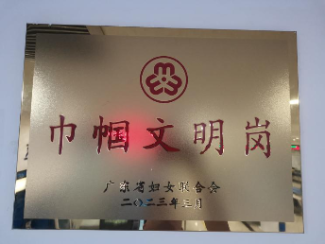 巾帼文明岗
广东省妇女联合会
二〇二三年三月